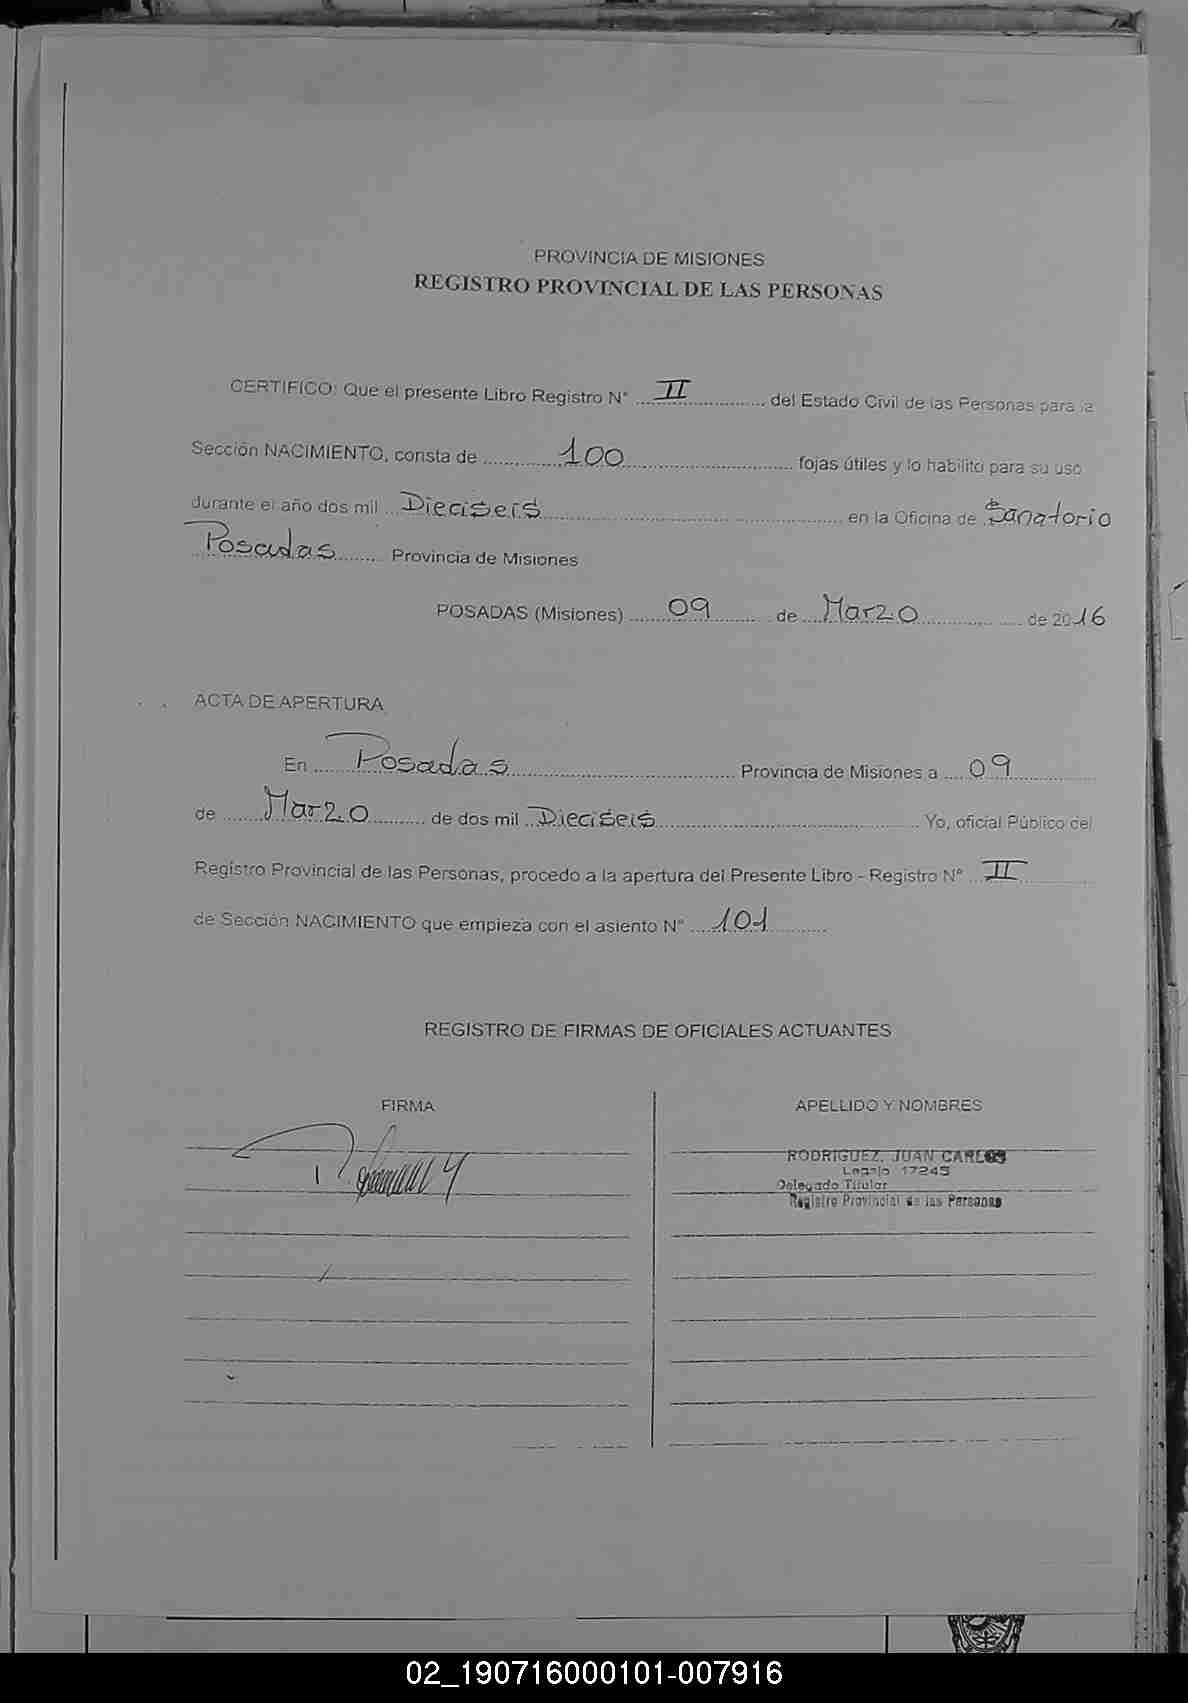 PROVINCIA DE MISIONES
REGISTRO PROVINCIAL DE LAS PERSONAS
CERTIFICO: Que el presente Libro Registro N° II del Estado Civil de las Personas para la
Sección NACIMIENTO, consta de 100 fojas útiles y lo habilito para su uso
durante el año dos mil Dieciseis en la Oficina de Sanatorio
Posadas Provincia de Misiones
POSADAS (Misiones) 09 de Marzo de 2016
ACTA DE APERTURA
En Posadas Provincia de Misiones a 09
de Marzo de dos mil Dieciseis Yo, oficial Público del
Registro Provincial de las Personas, procedo a la apertura del Presente Libro - Registro N° II
de Sección NACIMIENTO que empieza con el asiento N° 101
REGISTRO DE FIRMAS DE OFICIALES ACTUANTES
FIRMA APELLIDO Y NOMBRES
RODRIGUEZ, JUAN CARLOS
Legajo 17245
Delegado Titular
Registro Provincial de las Personas
02_190716000101-007916